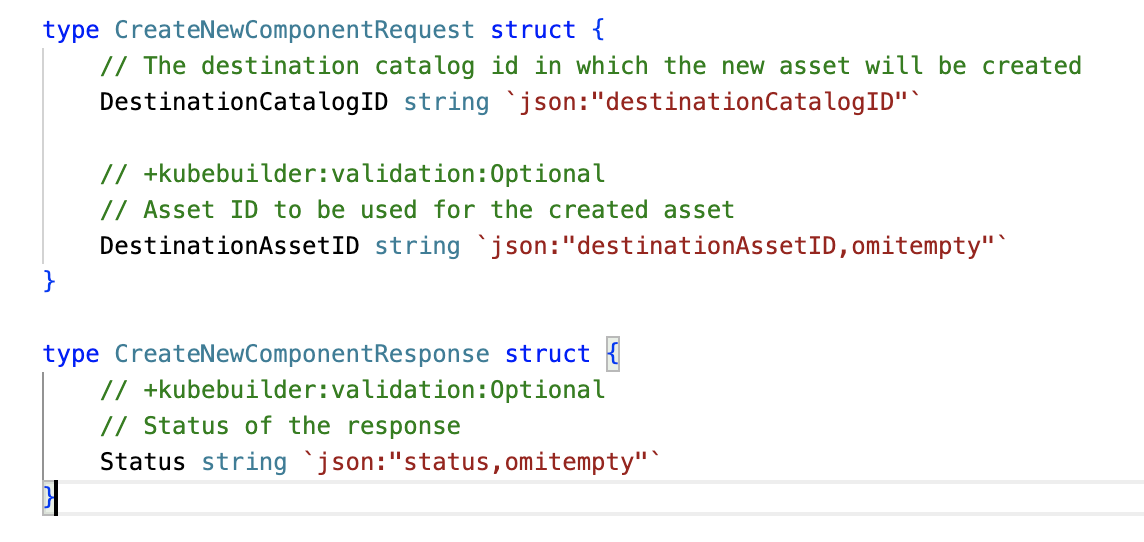 type CreateNewComponentRequest struct {
// The destination catalog id in which the new asset will be created
DestinationCatalogID string `json:"destinationCatalogID"`
// +kubebuilder:validation:Optional
// Asset ID to be used for the created asset
DestinationAssetID string `json:"destinationAssetID,omitempty"`
}
type CreateNewComponentResponse struct {
// +kubebuilder:validation:Optional
// Status of the response
Status string `json:"status,omitempty"`
}